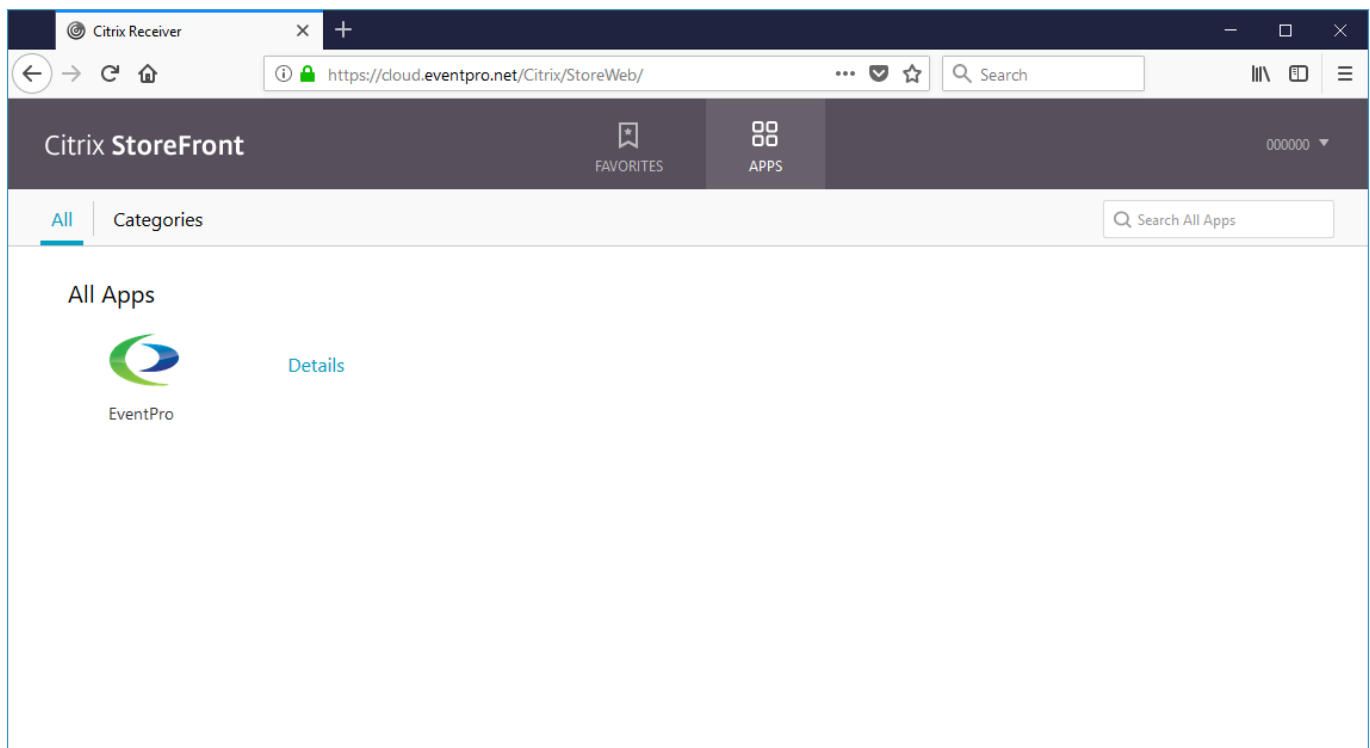 Citrix Receiver
https://cloud.eventpro.net/Citrix/StoreWeb/
Search
Citrix StoreFront
FAVORITES
APPS
000000
All
Categories
Search All Apps
All Apps
Details
EventPro